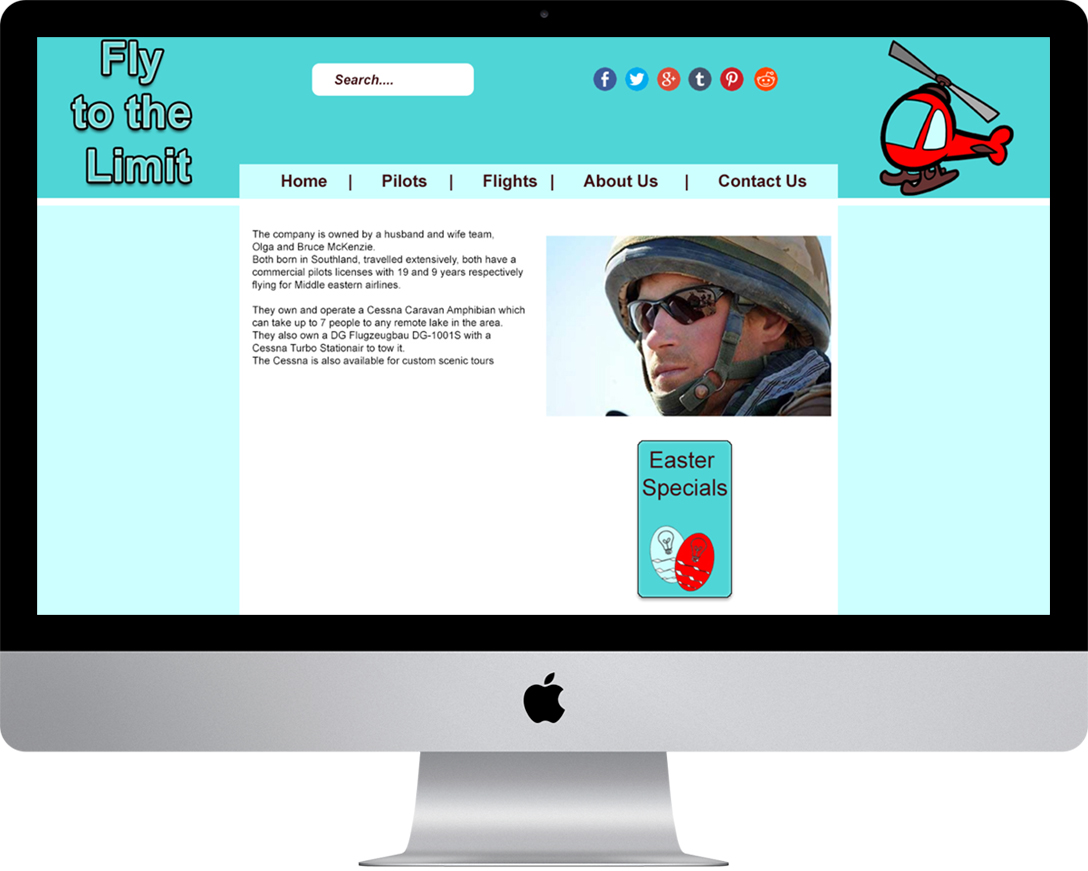 Fly
to the
Limit
Search....
Home | Pilots | Flights | About Us | Contact Us
The company is owned by a husband and wife team,
Olga and Bruce McKenzie.
Both born in Southland, travelled extensively, both have a
commercial pilots licenses with 19 and 9 years respectively
flying for Middle eastern airlines.
They own and operate a Cessna Caravan Amphibian which
can take up to 7 people to any remote lake in the area.
They also own a DG Flugzeugbau DG-1001S with a
Cessna Turbo Stationair to tow it.
The Cessna is also available for custom scenic tours
Easter
Specials